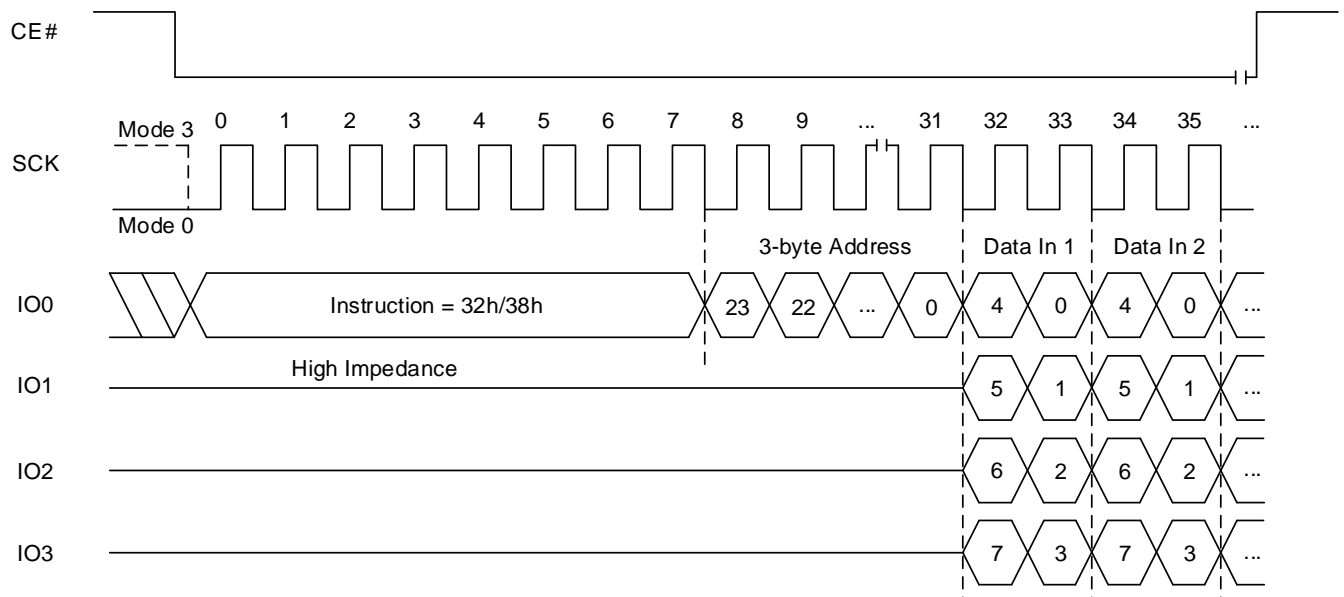 CE#
0 1 2 3 4 5 6 7 8 9 ... 31 32 33 34 35 ...
Mode 3
SCK
Mode 0
3-byte Address Data In 1 Data In 2
IO0 Instruction = 32h/38h 23 22 ... 0 4 0 4 0 ...
High Impedance
IO1 5 1 5 1 ...
IO2 6 2 6 2 ...
IO3 7 3 7 3 ...